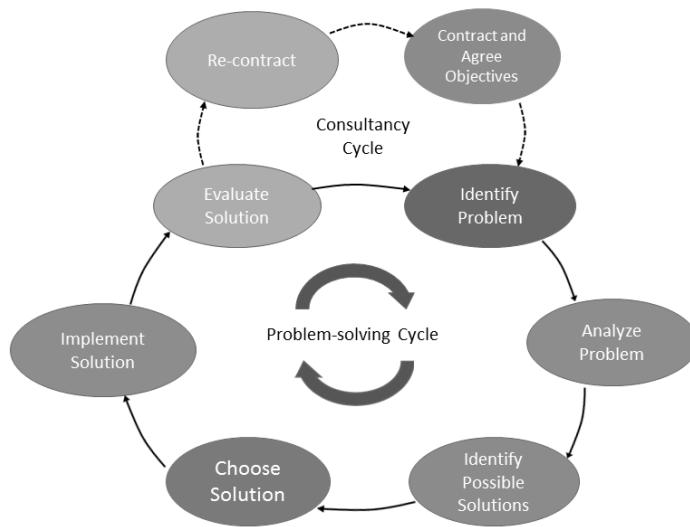 Re-contract
Contract and
Agree
Objectives
Consultancy
Cycle
Evaluate
Solution
Identify
Problem
Implement
Solution
Problem-solving Cycle
Analyze
Problem
Choose
Solution
Identify
Possible
Solutions